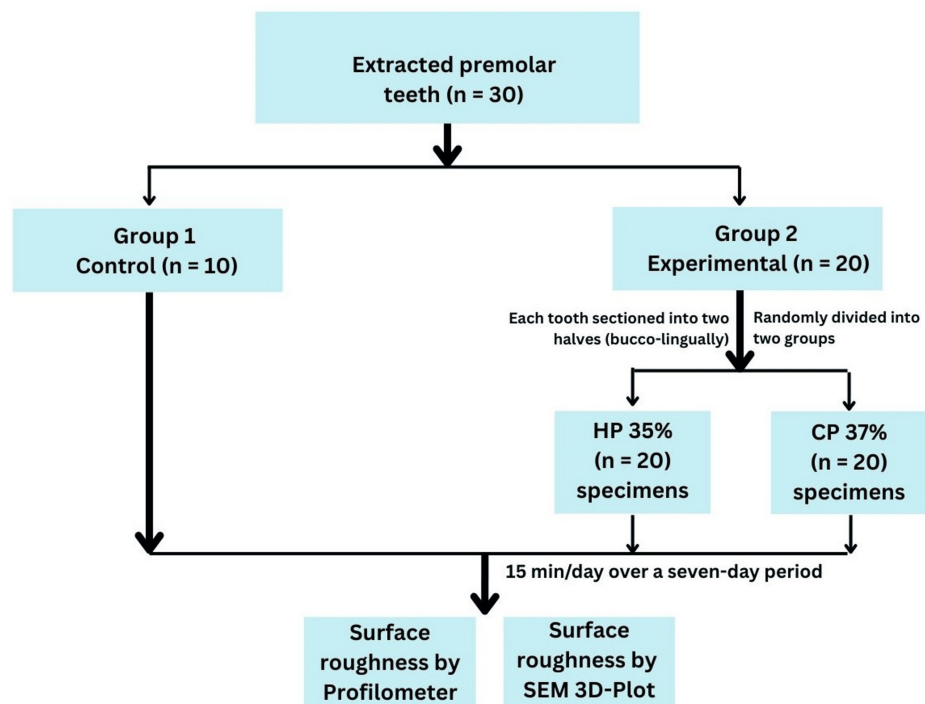 Extracted premolar
teeth (n = 30)
Group 1
Control (n = 10)
Group 2
Experimental (n = 20)
Each tooth sectioned into two
halves (bucco-lingually)
Randomly divided into
two groups
HP 35%
(n = 20)
specimens
CP 37%
(n = 20)
specimens
15 min/day over a seven-day period
Surface
roughness by
Profilometer
Surface
roughness by
SEM 3D-Plot